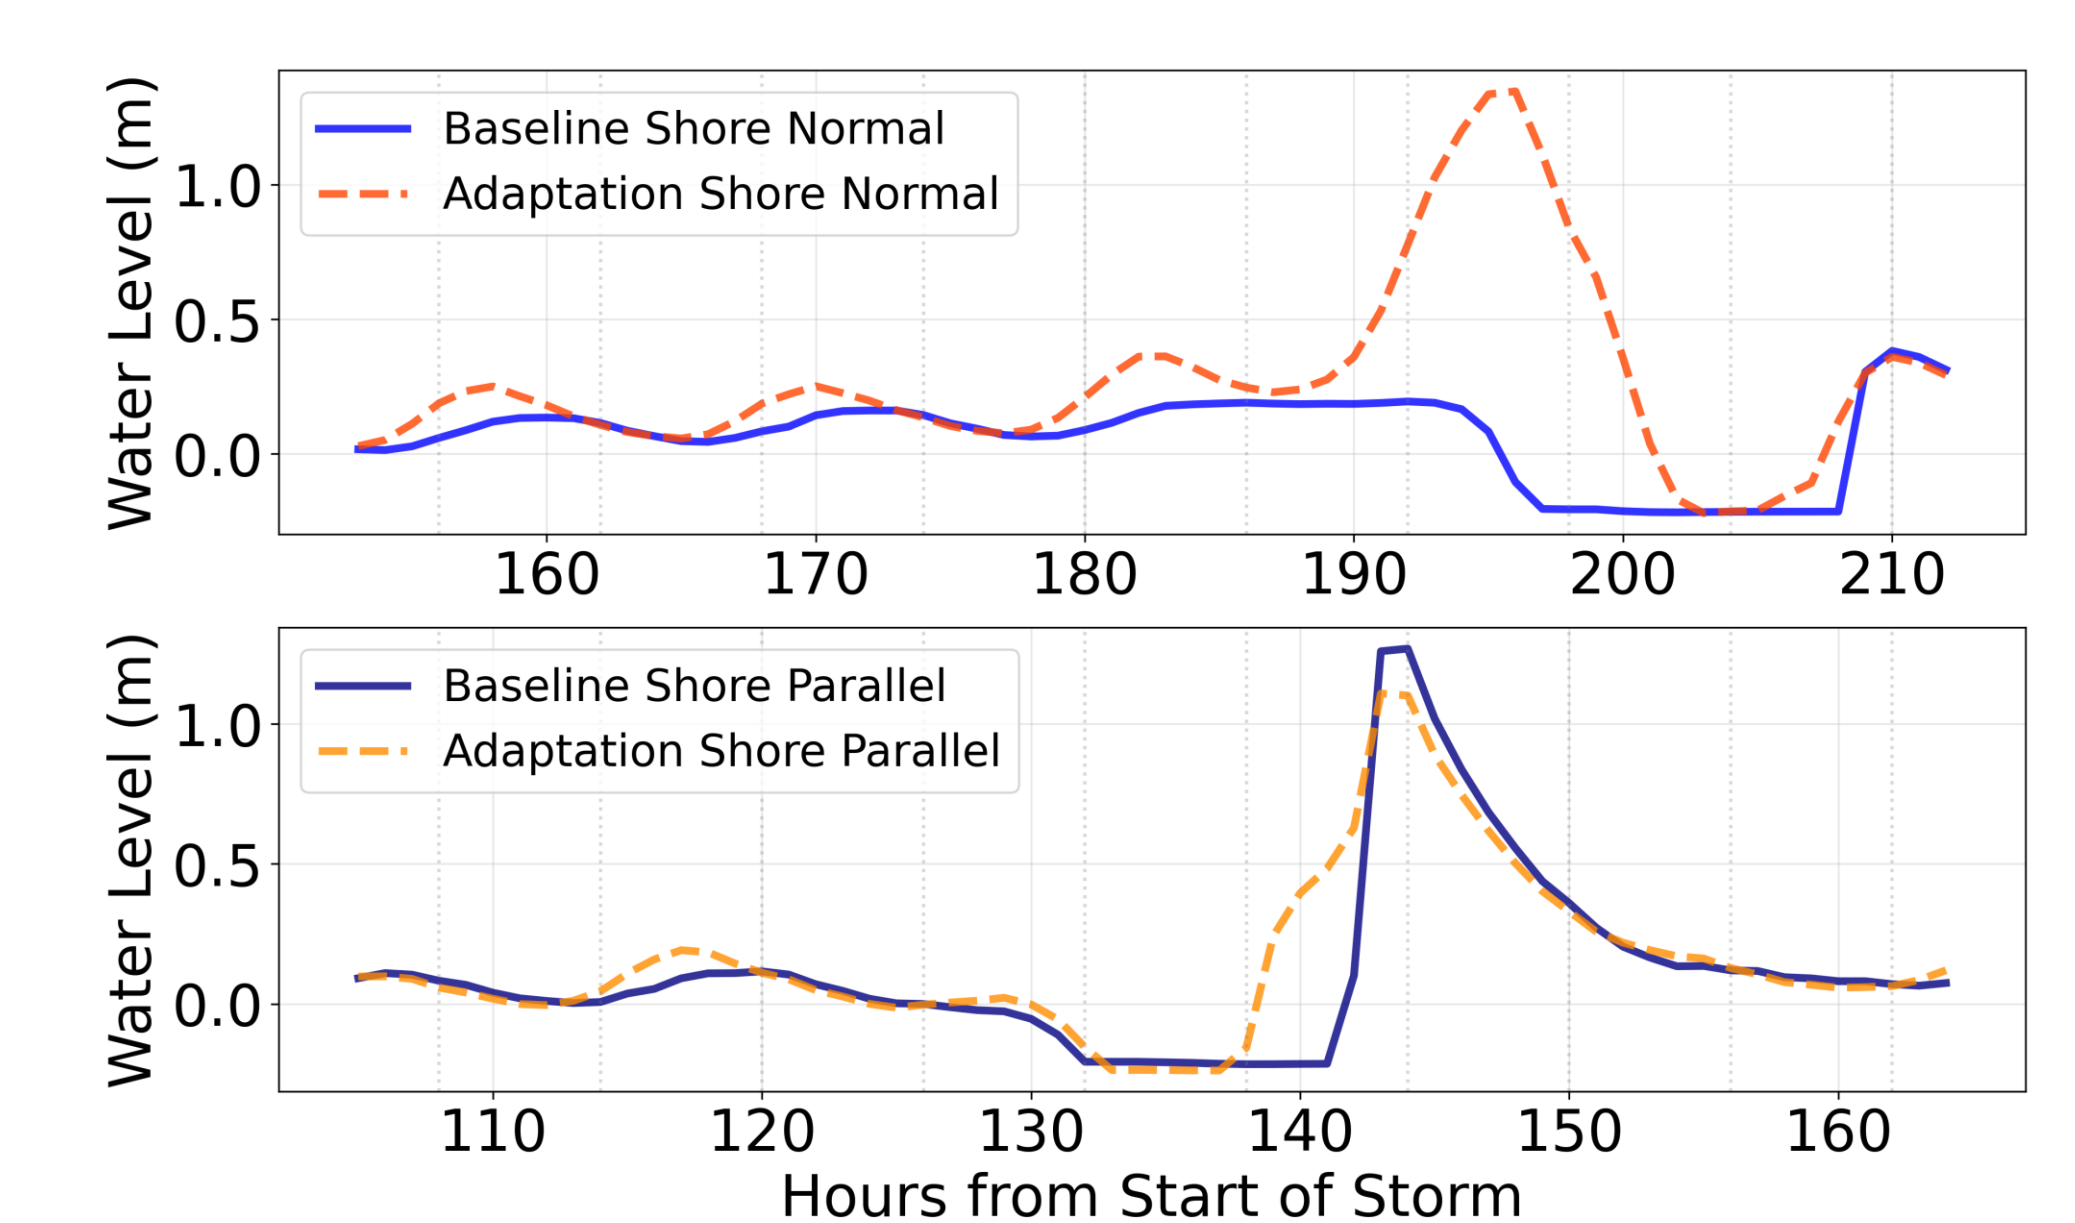 Water Level (m)
1.0
0.5
0.0
Baseline Shore Normal
Adaptation Shore Normal
160 170 180 190 200 210
Water Level (m)
1.0
0.5
0.0
Baseline Shore Parallel
Adaptation Shore Parallel
110 120 130 140 150 160
Hours from Start of Storm